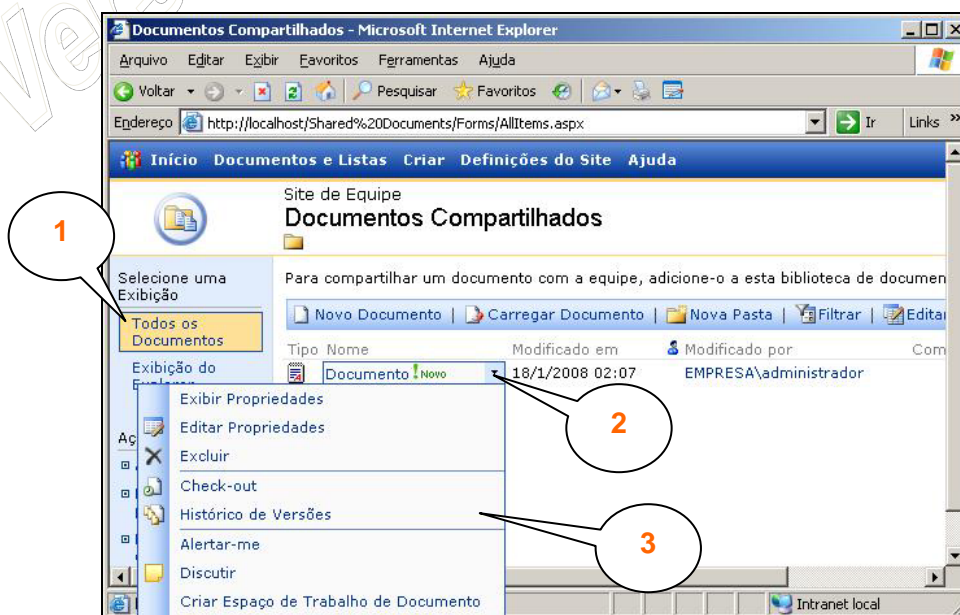 Documentos Compartilhados - Microsoft Internet Explorer
Arquivo Editar Exibir Favoritos Ferramentas Ajuda
Voltar Pesquisar Favoritos
Endereço http://localhost/Shared%20Documents/Forms/AllItems.aspx Ir Links »
Início Documentos e Listas Criar Definições do Site Ajuda
Site de Equipe
Documentos Compartilhados
1
Selecione uma
Exibição
Para compartilhar um documento com a equipe, adicione-o a esta biblioteca de documen
Novo Documento | Carregar Documento | Nova Pasta | Filtrar | Editar
Todos os
Documentos
Tipo Nome Modificado em Modificado por Com
Exibição do
Documento ! Novo 18/1/2008 02:07 EMPRESA\administrador
Exibir Propriedades
2
Editar Propriedades
Aç
Excluir
Check-out
Histórico de Versões
3
Alertar-me
Discutir
Criar Espaço de Trabalho de Documento
Intranet local